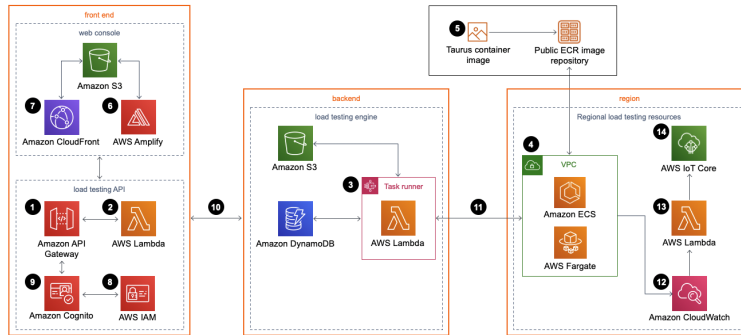 front end
web console
Amazon S3
7
6
Amazon CloudFront
AWS Amplify
load testing API
1
2
Amazon API
Gateway
AWS Lambda
9
8
Amazon Cognito
AWS IAM
10
backend
load testing engine
Amazon S3
3
Task runner
Amazon DynamoDB
AWS Lambda
11
5
Taurus container
image
Public ECR image
repository
region
Regional load testing resources
4
VPC
Amazon ECS
AWS Fargate
14
AWS IoT Core
13
AWS Lambda
12
Amazon CloudWatch